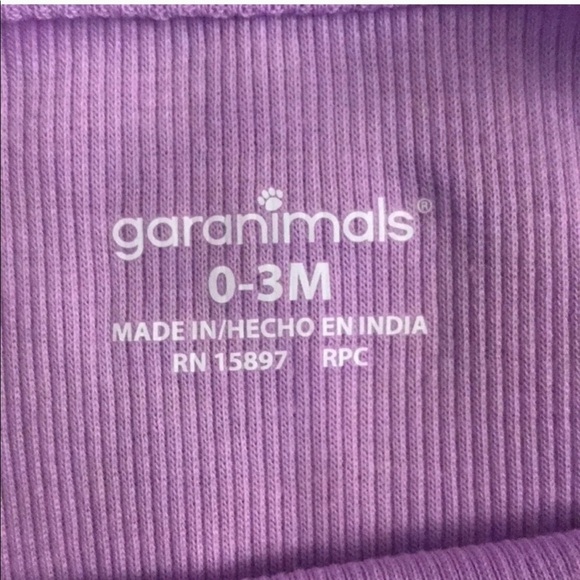 garanimals®
0-3M
MADE IN/HECHO EN INDIA
RN 15897 RPC